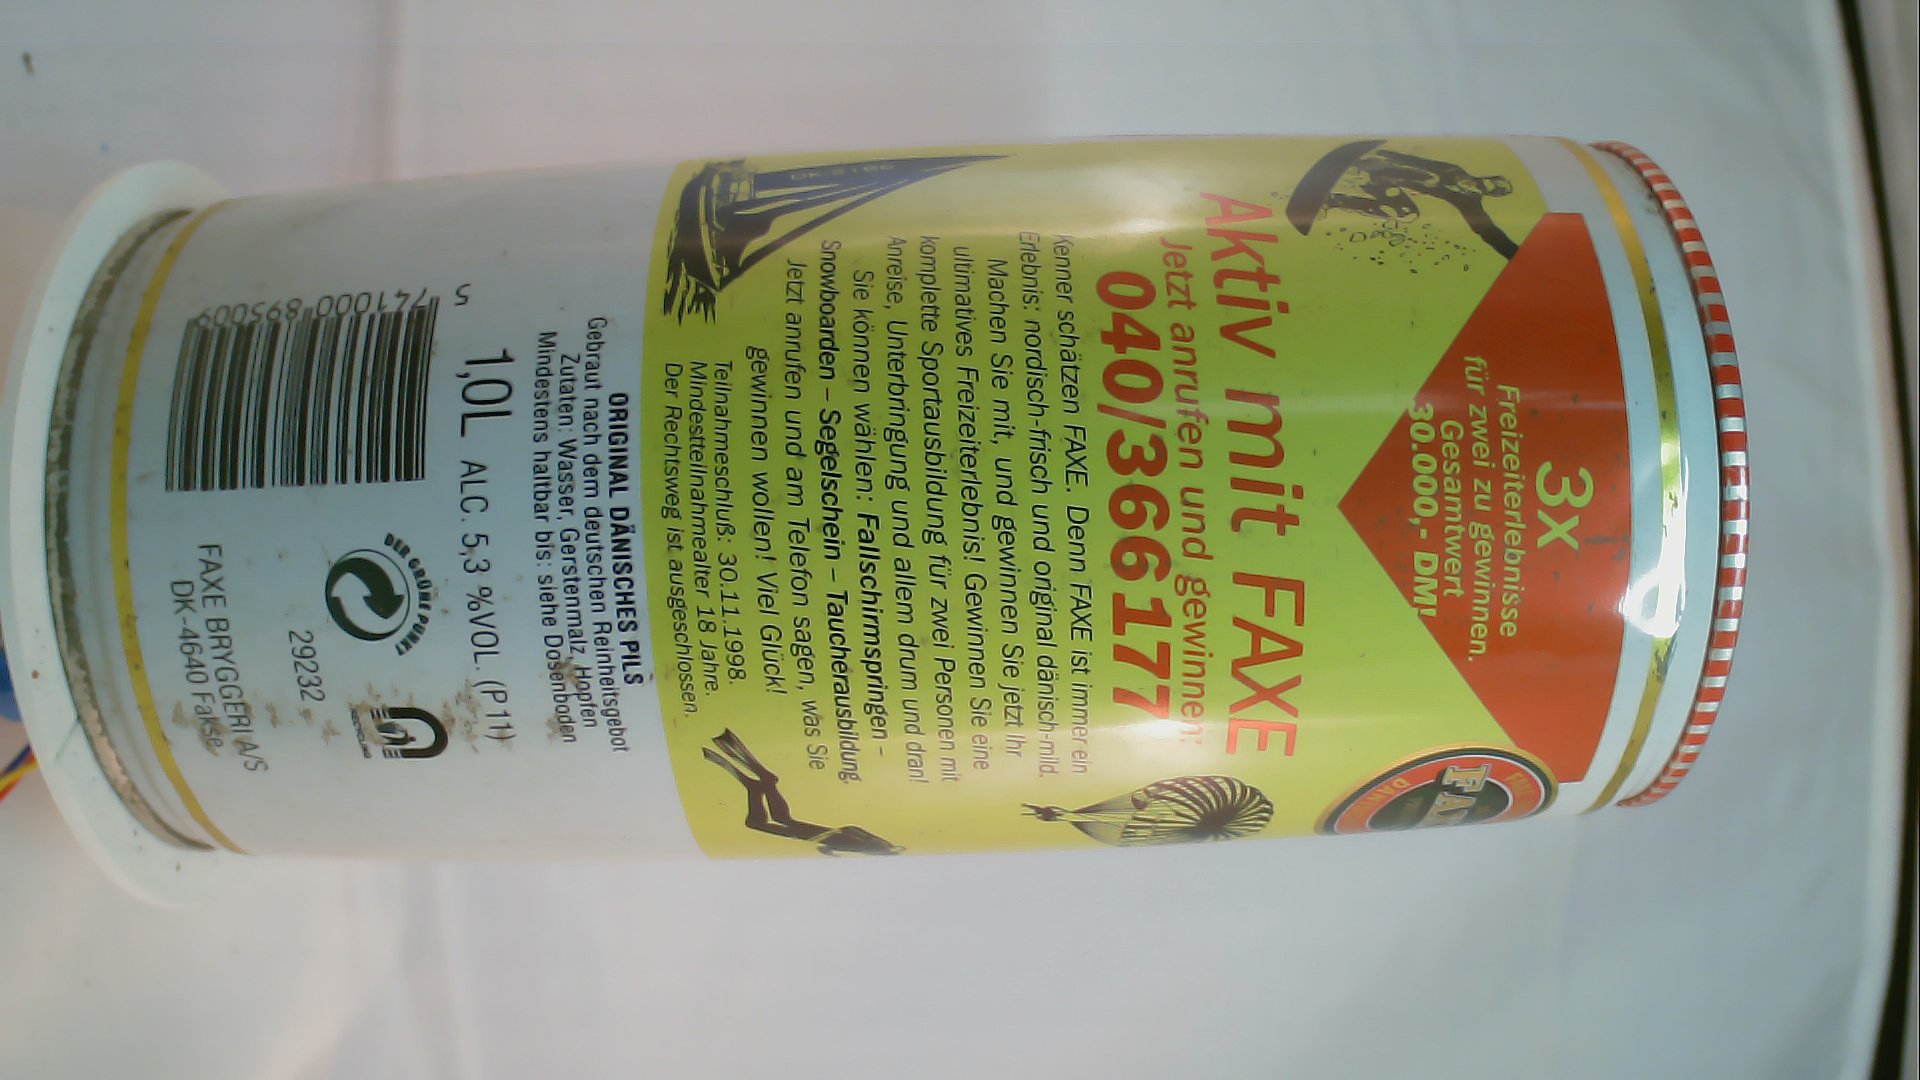 3x
Freizeiterlebnisse
für zwei zu gewinnen.
Gesamtwert
30.000,- DM!
Aktiv mit FAXE
Jetzt anrufen und gewinnen:
040/3666177
Kenner schätzen FAXE. Denn FAXE ist immer ein
Erlebnis: nordisch-frisch und original dänisch-mild.
Machen Sie mit, und gewinnen Sie jetzt Ihr
ultimatives Freizeiterlebnis! Gewinnen Sie eine
komplette Sportausbildung für zwei Personen mit
Anreise, Unterbringung und allem drum und dran!
Sie können wählen: Fallschirmspringen –
Snowboarden – Segelschein – Taucherausbildung.
Jetzt anrufen und am Telefon sagen, was Sie
gewinnen wollen! Viel Glück!
Teilnahmeschluß: 30.11.1998.
Mindestteilnahmealter 18 Jahre.
Der Rechtsweg ist ausgeschlossen.
DK-2186
ORIGINAL DÄNISCHES PILS
Gebraut nach dem deutschen Reinheitsgebot
Zutaten: Wasser, Gerstenmalz, Hopfen
Mindestens haltbar bis: siehe Dosenboden
1,0L ALC. 5,3 %VOL. (P11)
5 741000 895009
DER GRÜNE PUNKT
29232
FAXE BRYGGERI A/S
DK-4640 Fakse